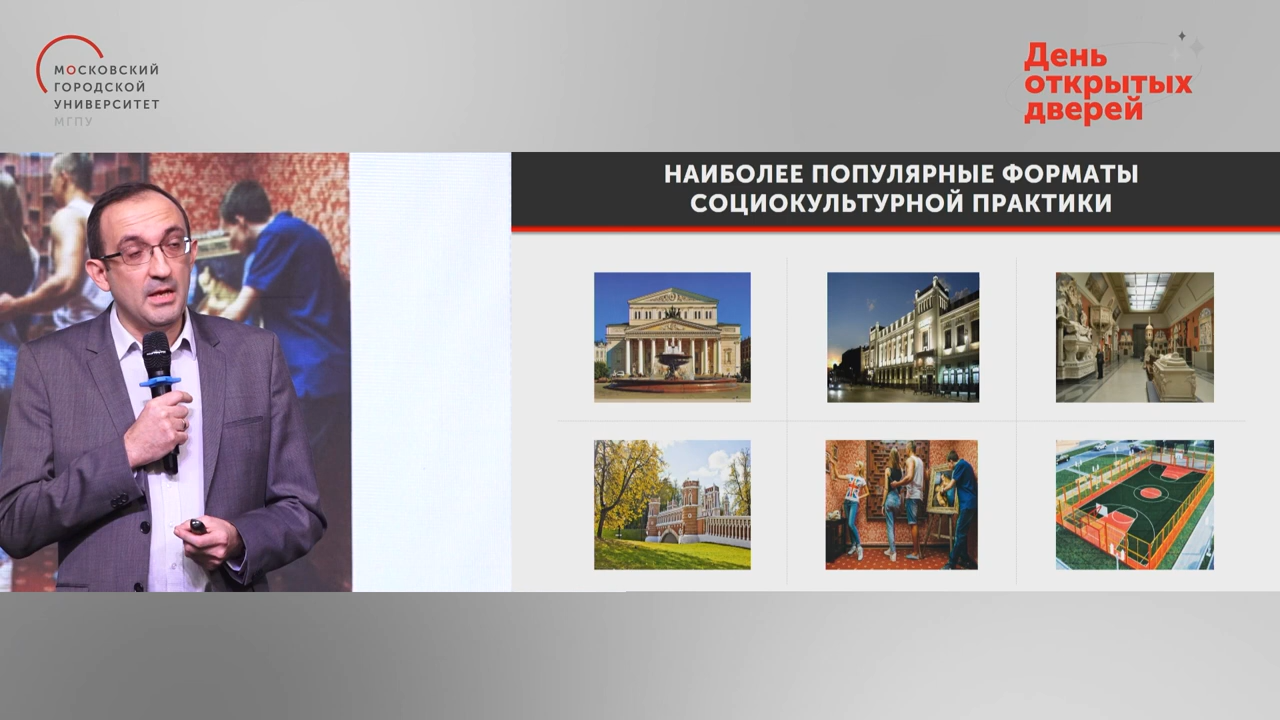 МОСКОВСКИЙ
ГОРОДСКОЙ
УНИВЕРСИТЕТ
МГПУ
День
открытых
дверей
НАИБОЛЕЕ ПОПУЛЯРНЫЕ ФОРМАТЫ
СОЦИОКУЛЬТУРНОЙ ПРАКТИКИ